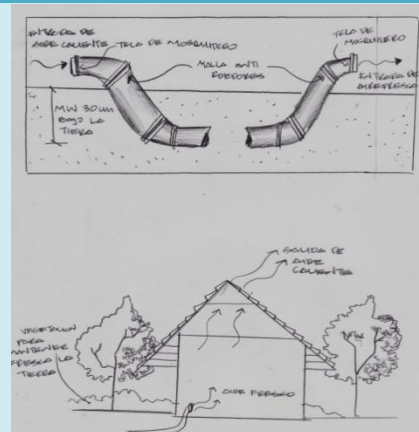 ENTRADA DE
AIRE CALIENTE
TELA DE MOSQUITERO
MALLA ANTI
ROEDORES
TELA DE
MOSQUITERO
ENTRADA DE
AIRE FRESCO
MIN 30cm
BAJO LA
TIERRA
SALIDA DE
AIRE
CALIENTE
VEGETACION
PARA
MANTENER
FRESCA LA
TIERRA
AIRE FRESCO